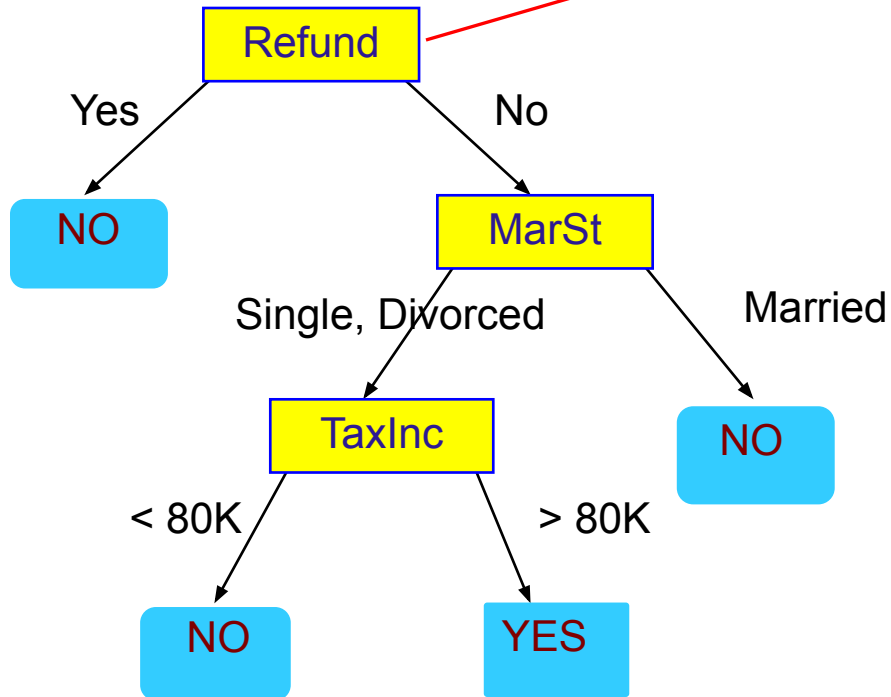 Refund
Yes
No
NO
MarSt
Single, Divorced
Married
TaxInc
NO
< 80K
> 80K
NO
YES